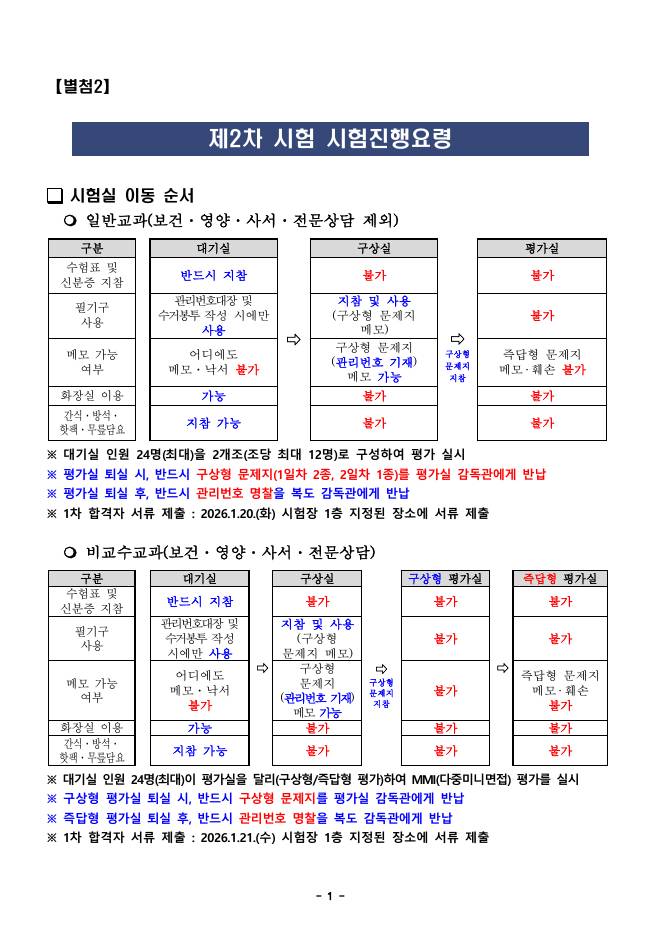 【별첨2】
제2차 시험 시험진행요령
❏ 시험실 이동 순서
❍ 일반교과(보건・영양・사서・전문상담 제외)
구분 대기실 구상실 평가실
수험표 및
신분증 지참 반드시 지참 불가 불가
필기구
사용
관리번호대장 및
수거봉투 작성 시에만
사용
지참 및 사용
(구상형 문제지
메모)
불가
⇨
메모 가능
여부
어디에도
메모・낙서 불가
구상형 문제지
(관리번호 기재)
메모 가능
⇨
구상형
문제지
지참
즉답형 문제지
메모・훼손 불가
화장실 이용 가능 불가 불가
간식・방석・
핫팩・무릎담요 지참 가능 불가 불가
※ 대기실 인원 24명(최대)을 2개조(조당 최대 12명)로 구성하여 평가 실시
※ 평가실 퇴실 시, 반드시 구상형 문제지(1일차 2종, 2일차 1종)를 평가실 감독관에게 반납
※ 평가실 퇴실 후, 반드시 관리번호 명찰을 복도 감독관에게 반납
※ 1차 합격자 서류 제출 : 2026.1.20.(화) 시험장 1층 지정된 장소에 서류 제출
❍ 비교수교과(보건・영양・사서・전문상담)
구분 대기실 구상실 구상형 평가실 즉답형 평가실
수험표 및
신분증 지참 반드시 지참 불가 불가 불가
필기구
사용
관리번호대장 및
수거봉투 작성
시에만 사용
지참 및 사용
(구상형
문제지 메모)
불가 불가
메모 가능
여부
어디에도
메모・낙서
불가
⇨
구상형
문제지
(관리번호 기재)
메모 가능
⇨
구상형
문제지
지참
불가
⇨
즉답형 문제지
메모・훼손
불가
화장실 이용 가능 불가 불가 불가
간식・방석・
핫팩・무릎담요 지참 가능 불가 불가 불가
※ 대기실 인원 24명(최대)이 평가실을 달리(구상형/즉답형 평가)하여 MMI(다중미니면접) 평가를 실시
※ 구상형 평가실 퇴실 시, 반드시 구상형 문제지를 평가실 감독관에게 반납
※ 즉답형 평가실 퇴실 후, 반드시 관리번호 명찰을 복도 감독관에게 반납
※ 1차 합격자 서류 제출 : 2026.1.21.(수) 시험장 1층 지정된 장소에 서류 제출
- 1 -